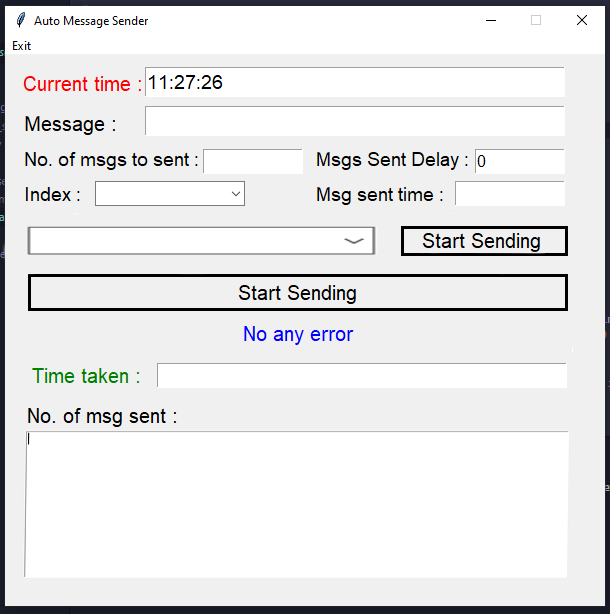 Auto Message Sender
Exit
Current time : 11:27:26
Message :
No. of msgs to sent : Msgs Sent Delay : 0
Index : Msg sent time :
Start Sending
Start Sending
No any error
Time taken :
No. of msg sent :